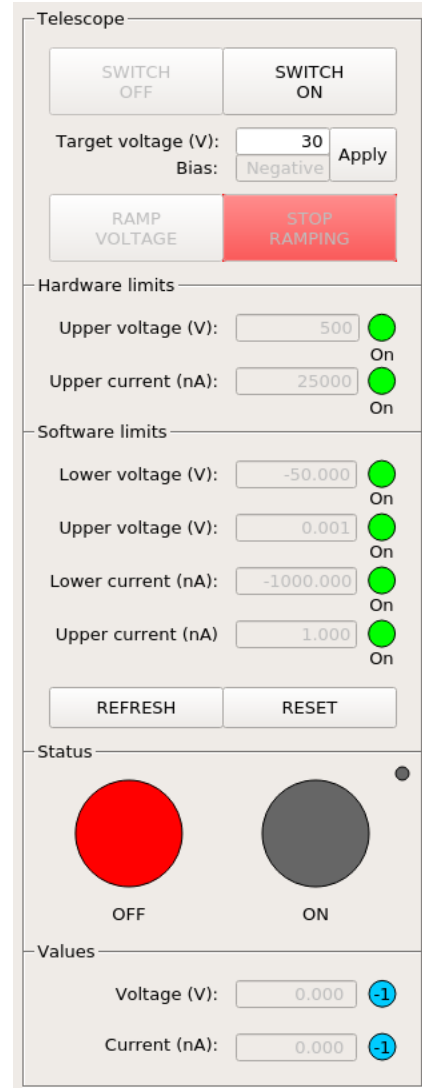 Telescope
SWITCH OFF
SWITCH ON
Target voltage (V): 30
Apply
Bias: Negative
RAMP VOLTAGE
STOP RAMPING
Hardware limits
Upper voltage (V): 500
On
Upper current (nA): 25000
On
Software limits
Lower voltage (V): -50.000
On
Upper voltage (V): 0.001
On
Lower current (nA): -1000.000
On
Upper current (nA) 1.000
On
REFRESH RESET
Status
OFF ON
Values
Voltage (V): 0.000 -1
Current (nA): 0.000 -1